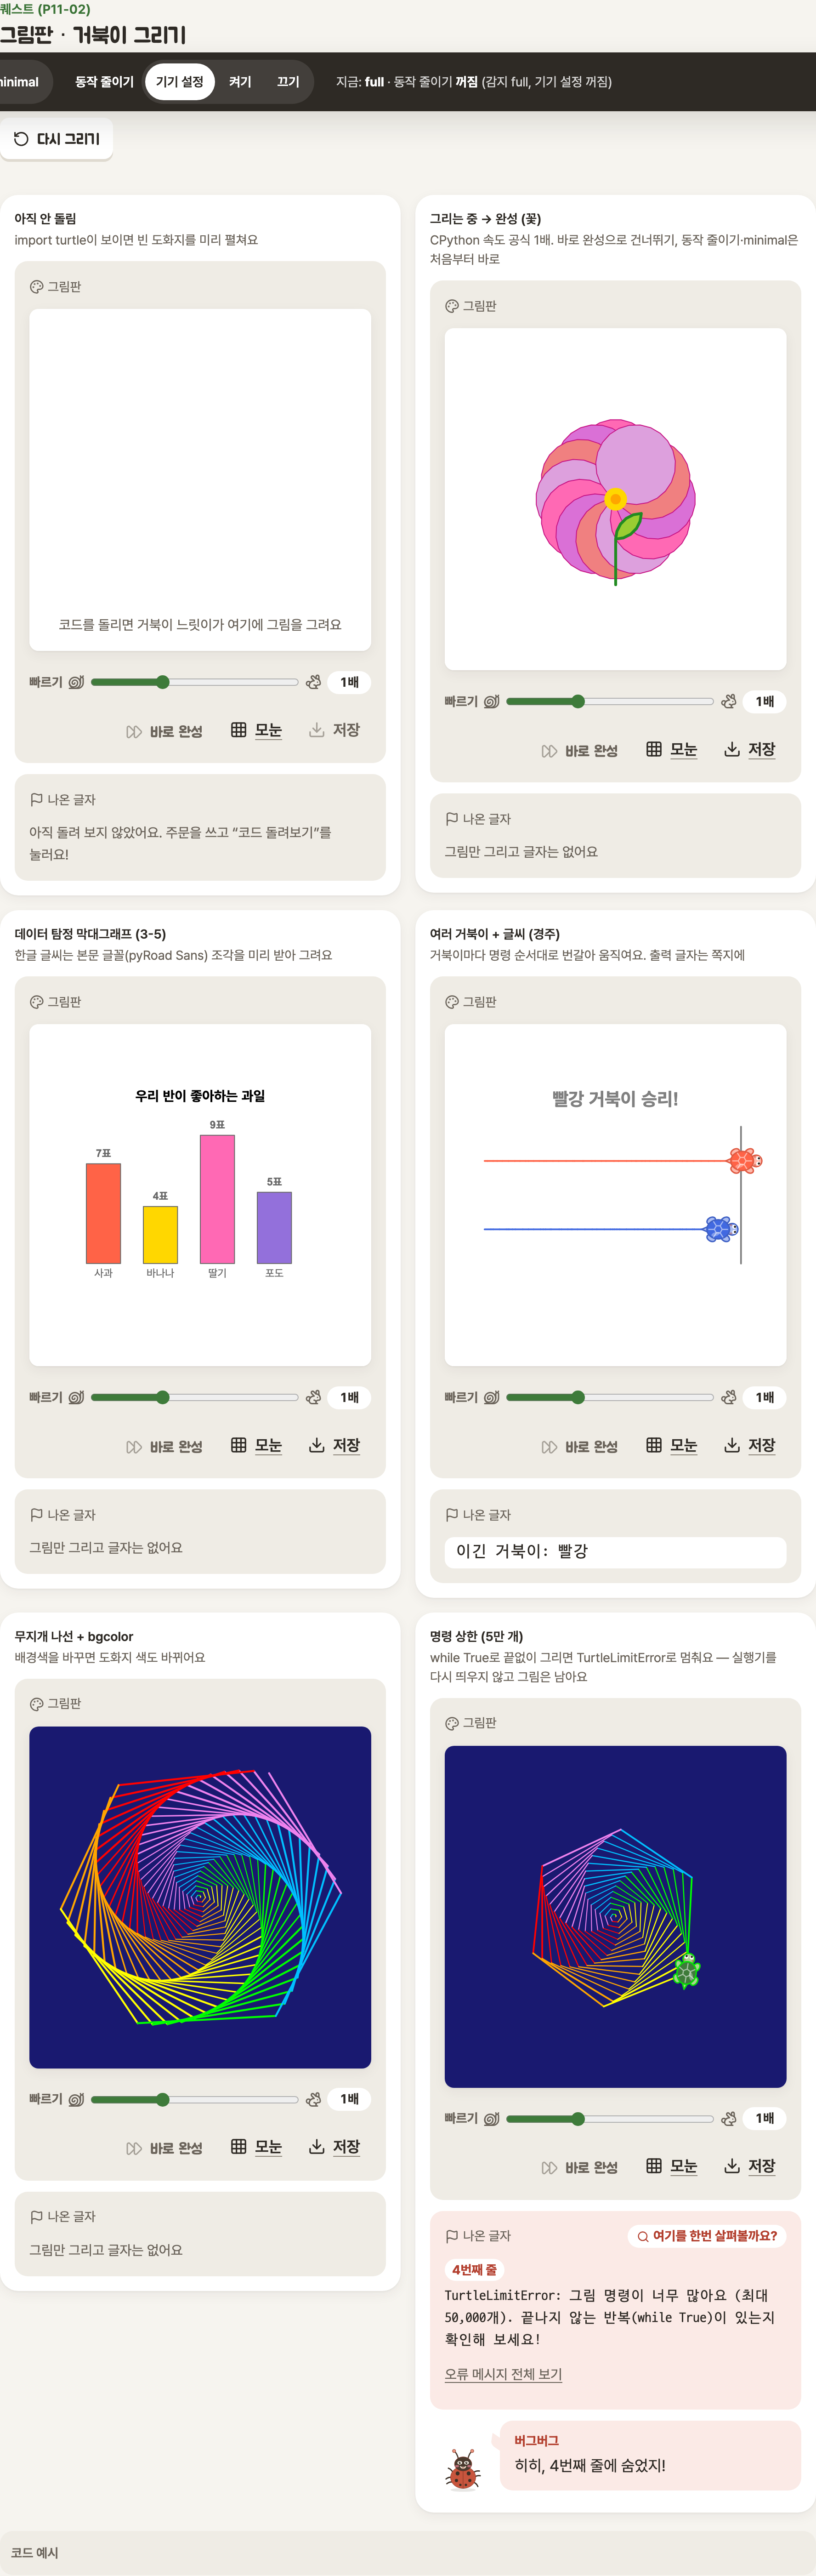 퀘스트 (P11-02)
그림판 · 거북이 그리기
minimal
동작 줄이기
기기 설정
켜기
끄기
지금: full · 동작 줄이기 꺼짐 (감지 full, 기기 설정 꺼짐)
다시 그리기
아직 안 돌림
import turtle이 보이면 빈 도화지를 미리 펼쳐요
그림판
코드를 돌리면 거북이 느릿이가 여기에 그림을 그려요
빠르기
1배
바로 완성
모눈
저장
나온 글자
아직 돌려 보지 않았어요. 주문을 쓰고 “코드 돌려보기”를
눌러요!
그리는 중 → 완성 (꽃)
CPython 속도 공식 1배. 바로 완성으로 건너뛰기, 동작 줄이기·minimal은
처음부터 바로
그림판
빠르기
1배
바로 완성
모눈
저장
나온 글자
그림만 그리고 글자는 없어요
데이터 탐정 막대그래프 (3-5)
한글 글씨는 본문 글꼴(pyRoad Sans) 조각을 미리 받아 그려요
그림판
우리 반이 좋아하는 과일
9표
7표
5표
4표
사과
바나나
딸기
포도
빠르기
1배
바로 완성
모눈
저장
나온 글자
그림만 그리고 글자는 없어요
여러 거북이 + 글씨 (경주)
거북이마다 명령 순서대로 번갈아 움직여요. 출력 글자는 쪽지에
그림판
빨강 거북이 승리!
빠르기
1배
바로 완성
모눈
저장
나온 글자
이긴 거북이: 빨강
무지개 나선 + bgcolor
배경색을 바꾸면 도화지 색도 바뀌어요
그림판
빠르기
1배
바로 완성
모눈
저장
나온 글자
그림만 그리고 글자는 없어요
명령 상한 (5만 개)
while True로 끝없이 그리면 TurtleLimitError로 멈춰요 — 실행기를
다시 띄우지 않고 그림은 남아요
그림판
빠르기
1배
바로 완성
모눈
저장
나온 글자
여기를 한번 살펴볼까요?
4번째 줄
TurtleLimitError: 그림 명령이 너무 많아요 (최대
50,000개). 끝나지 않는 반복(while True)이 있는지
확인해 보세요!
오류 메시지 전체 보기
버그버그
히히, 4번째 줄에 숨었지!
코드 예시